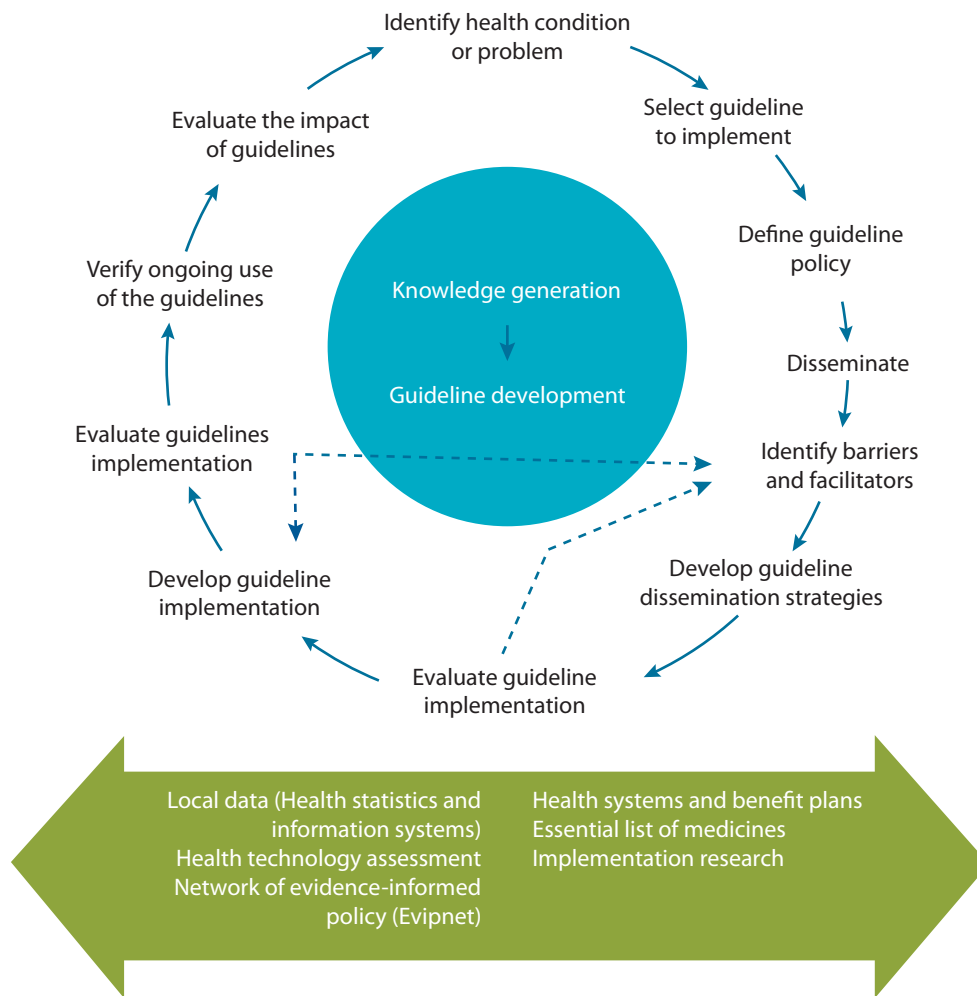 Identify health condition
or problem
Select guideline
to implement
Define guideline
policy
Disseminate
Identify barriers
and facilitators
Develop guideline
dissemination strategies
Evaluate guideline
implementation
Develop guideline
implementation
Evaluate guidelines
implementation
Verify ongoing use
of the guidelines
Evaluate the impact
of guidelines
Knowledge generation
Guideline development
Local data (Health statistics and
information systems)
Health technology assessment
Network of evidence-informed
policy (Evipnet)
Health systems and benefit plans
Essential list of medicines
Implementation research